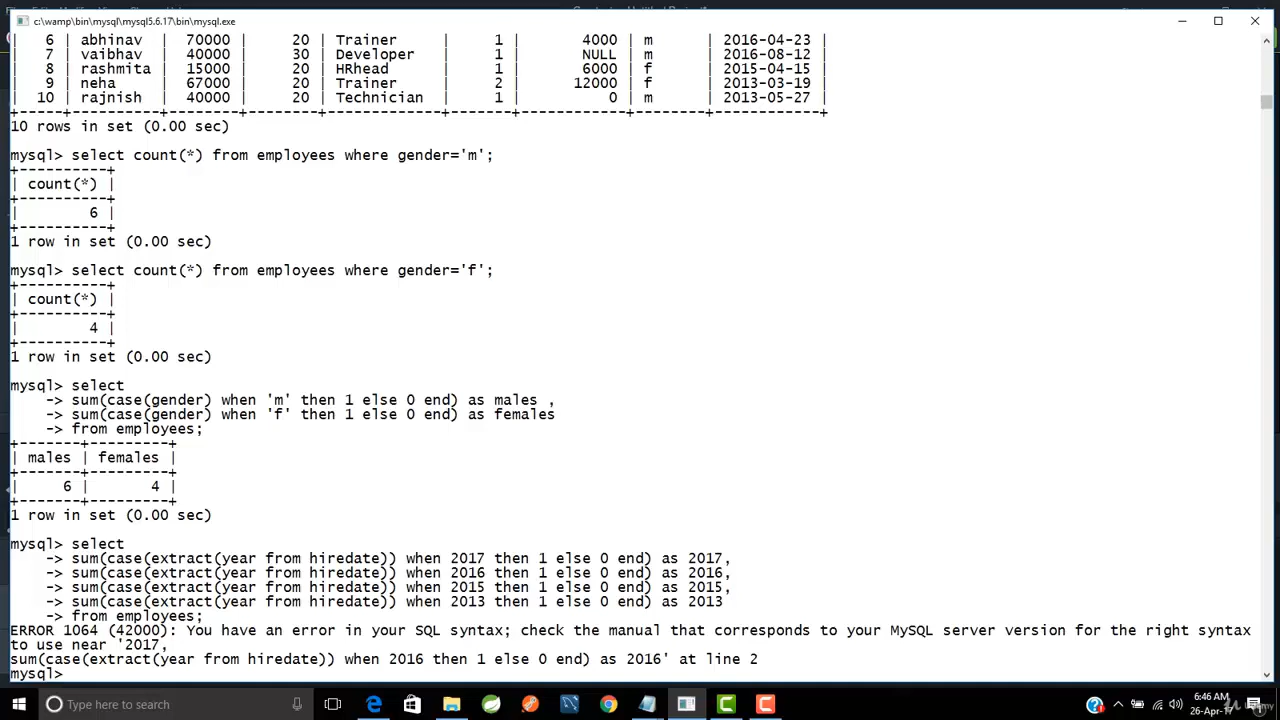 c:\wamp\bin\mysql\mysql5.6.17\bin\mysql.exe
| 6 | abhinav | 70000 | 20 | Trainer | 1 | 4000 | m | 2016-04-23 |
| 7 | vaibhav | 40000 | 30 | Developer | 1 | NULL | m | 2016-08-12 |
| 8 | rashmita | 15000 | 20 | HRhead | 1 | 6000 | f | 2015-04-15 |
| 9 | neha | 67000 | 20 | Trainer | 2 | 12000 | f | 2013-03-19 |
| 10 | rajnish | 40000 | 20 | Technician | 1 | 0 | m | 2013-05-27 |
10 rows in set (0.00 sec)
mysql> select count(*) from employees where gender='m';
| count(*) |
| 6 |
1 row in set (0.00 sec)
mysql> select count(*) from employees where gender='f';
| count(*) |
| 4 |
1 row in set (0.00 sec)
mysql> select
-> sum(case(gender) when 'm' then 1 else 0 end) as males ,
-> sum(case(gender) when 'f' then 1 else 0 end) as females
-> from employees;
| males | females |
| 6 | 4 |
1 row in set (0.00 sec)
mysql> select
-> sum(case(extract(year from hiredate)) when 2017 then 1 else 0 end) as 2017,
-> sum(case(extract(year from hiredate)) when 2016 then 1 else 0 end) as 2016,
-> sum(case(extract(year from hiredate)) when 2015 then 1 else 0 end) as 2015,
-> sum(case(extract(year from hiredate)) when 2013 then 1 else 0 end) as 2013
-> from employees;
ERROR 1064 (42000): You have an error in your SQL syntax; check the manual that corresponds to your MySQL server version for the right syntax
to use near '2017,
sum(case(extract(year from hiredate)) when 2016 then 1 else 0 end) as 2016' at line 2
mysql>
Type here to search
6:46 AM
26-Apr-1
Udemy